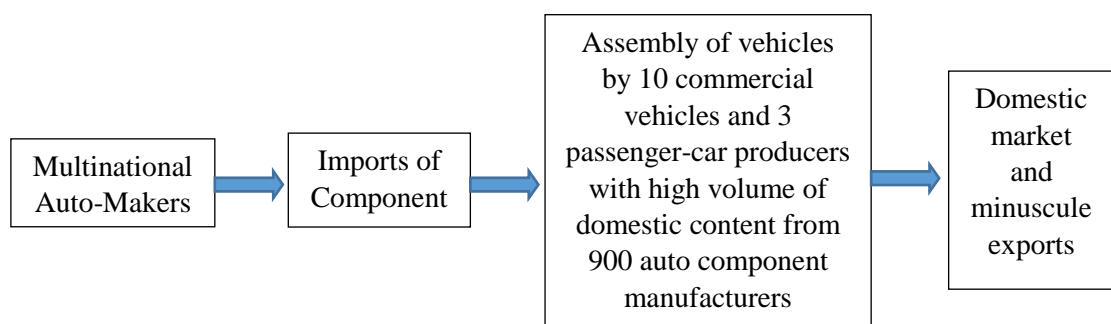 Multinational
Auto-Makers
Imports of
Component
Assembly of vehicles
by 10 commercial
vehicles and 3
passenger-car producers
with high volume of
domestic content from
900 auto component
manufacturers
Domestic
market
and
minuscule
exports